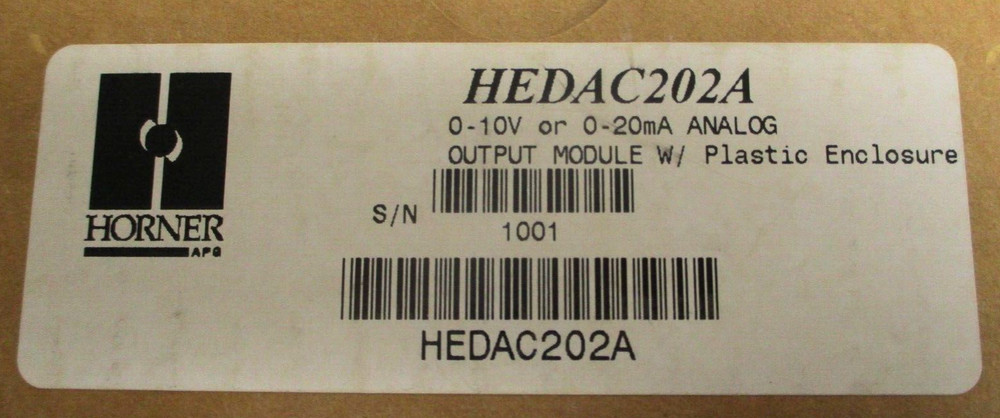 HEDAC202A
0-10V or 0-20mA ANALOG
OUTPUT MODULE W/ Plastic Enclosure
S/N
1001
HORNER
APG
HEDAC202A